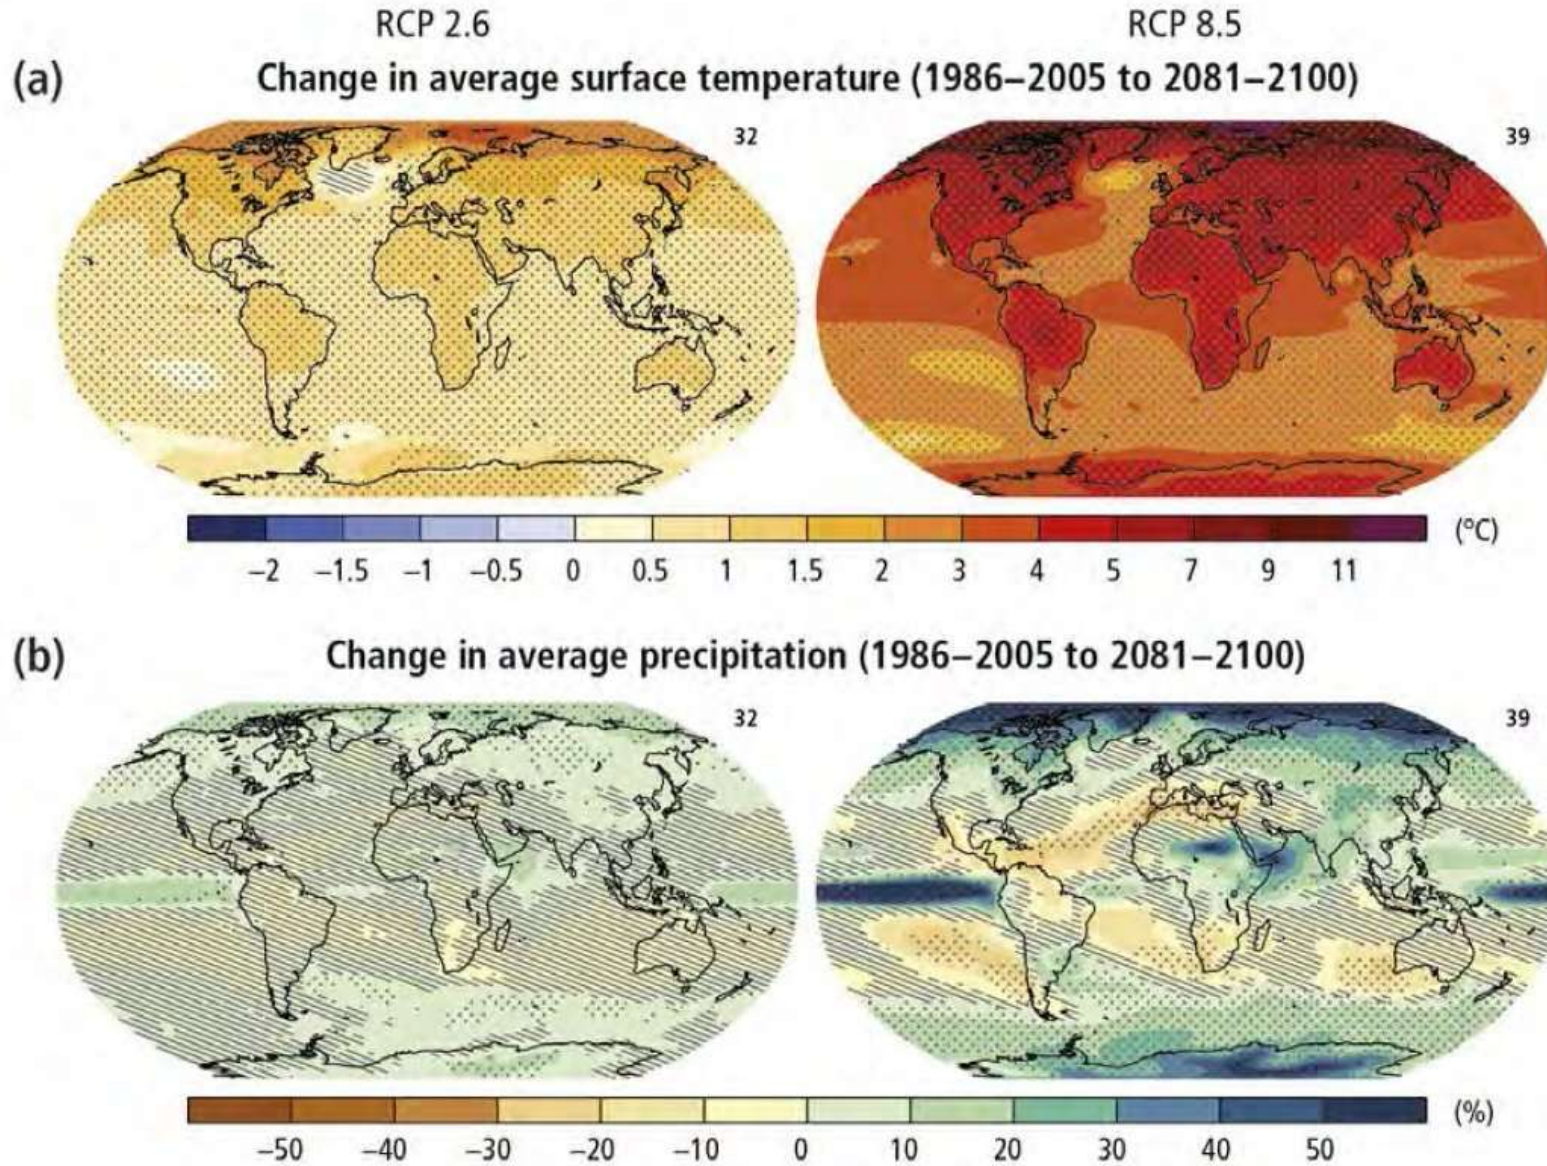 RCP 2.6 RCP 8.5
(a) Change in average surface temperature (1986–2005 to 2081–2100)
32 39
(°C)
−2 −1.5 −1 −0.5 0 0.5 1 1.5 2 3 4 5 7 9 11
(b) Change in average precipitation (1986–2005 to 2081–2100)
32 39
(%)
−50 −40 −30 −20 −10 0 10 20 30 40 50